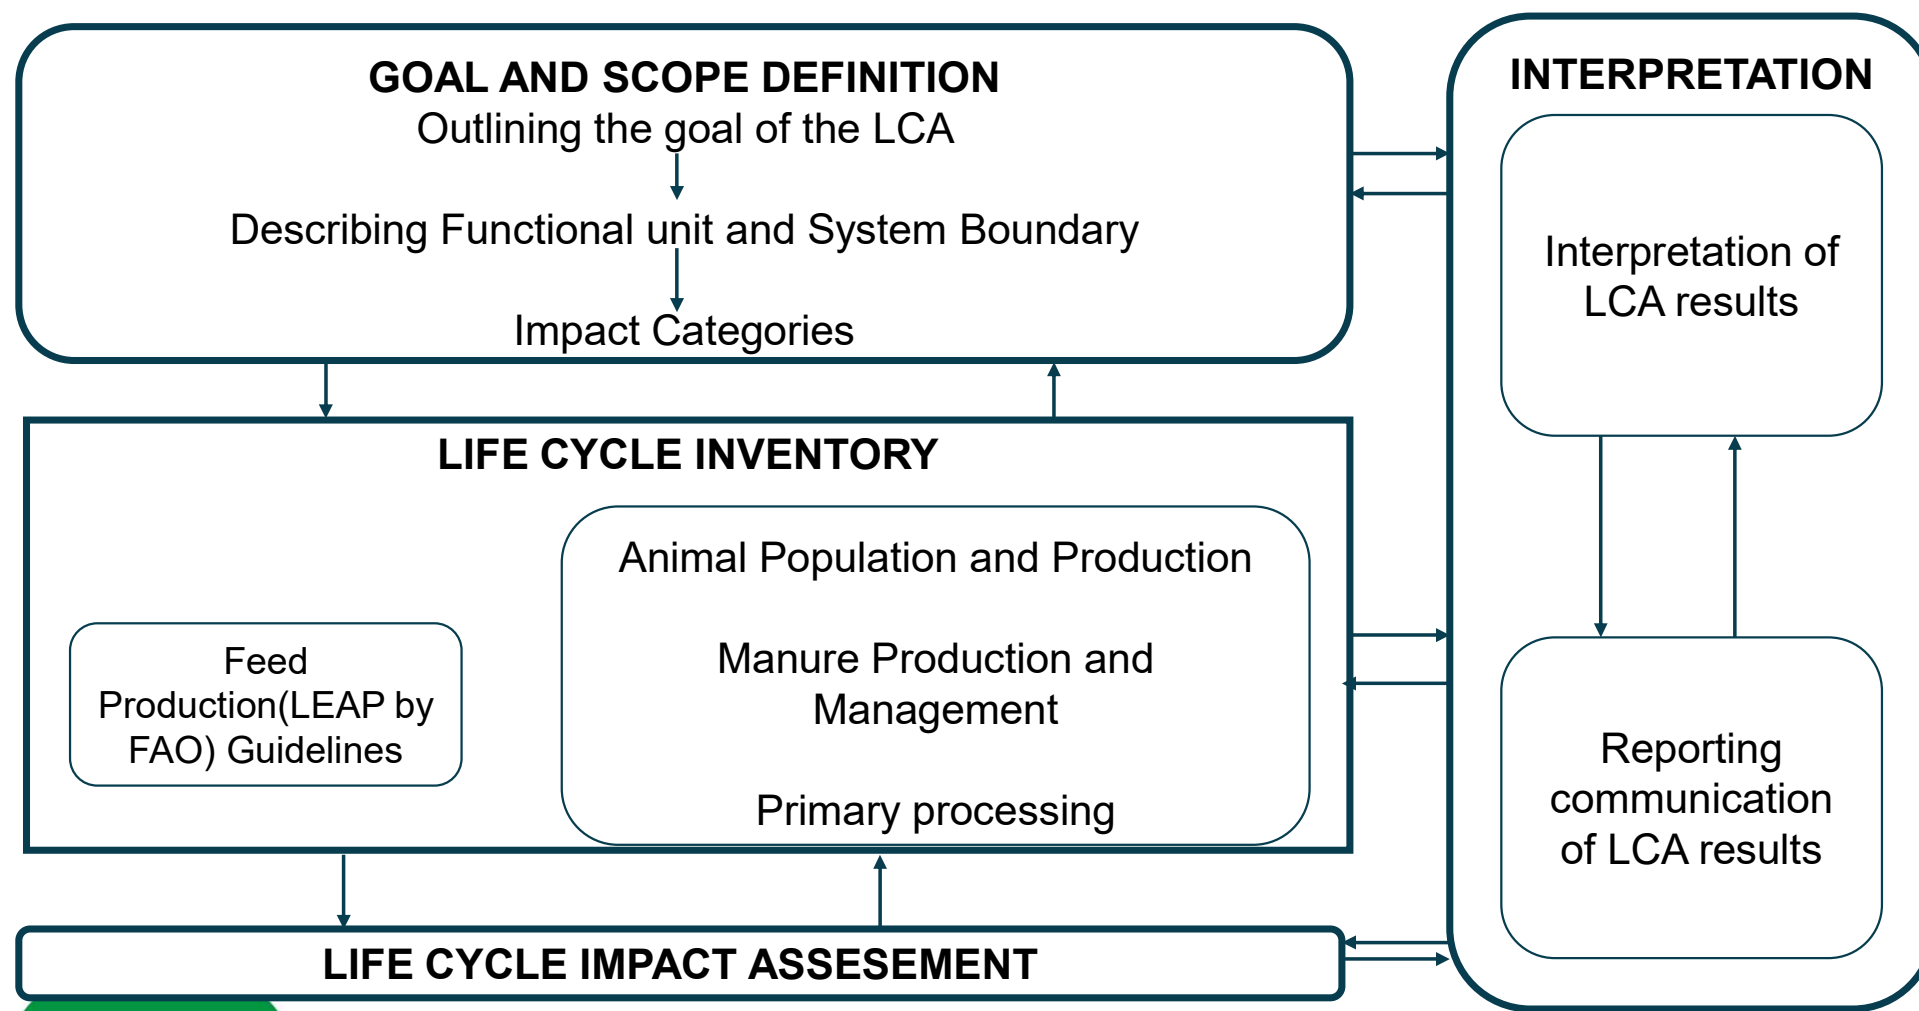 GOAL AND SCOPE DEFINITION
Outlining the goal of the LCA
Describing Functional unit and System Boundary
Impact Categories
LIFE CYCLE INVENTORY
Feed
Production(LEAP by
FAO) Guidelines
Animal Population and Production
Manure Production and
Management
Primary processing
LIFE CYCLE IMPACT ASSESEMENT
INTERPRETATION
Interpretation of
LCA results
Reporting
communication
of LCA results